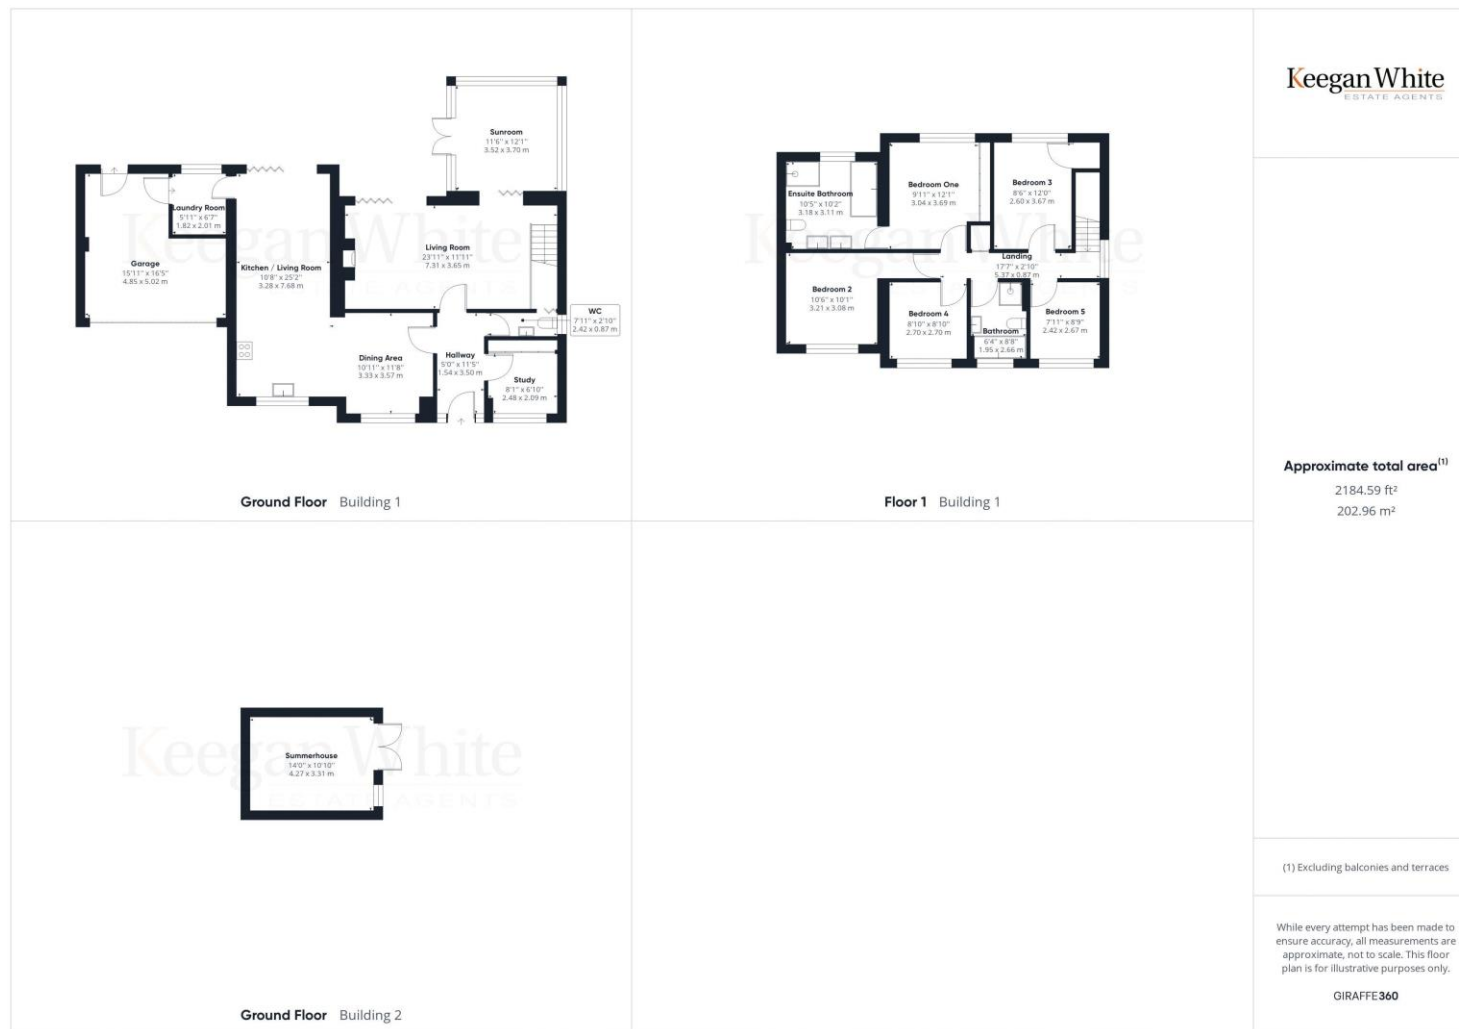 Sunroom
11'6" x 12'1"
3.52 x 3.70 m
Laundry Room
5'11" x 6'7"
1.82 x 2.01 m
Garage
15'11" x 16'5"
4.85 x 5.02 m
Kitchen / Living Room
10'8" x 25'2"
3.28 x 7.68 m
Living Room
23'11" x 11'11"
7.31 x 3.65 m
WC
7'11" x 2'10"
2.42 x 0.87 m
Dining Area
10'11" x 11'8"
3.33 x 3.57 m
Hallway
5'0" x 11'5"
1.54 x 3.50 m
Study
8'1" x 6'10"
2.48 x 2.09 m
Keegan White
ESTATE AGENTS
Ground Floor Building 1
Ensuite Bathroom
10'5" x 10'2"
3.18 x 3.11 m
Bedroom One
9'11" x 12'1"
3.04 x 3.69 m
Bedroom 3
8'6" x 12'0"
2.60 x 3.67 m
Landing
17'7" x 2'10"
5.37 x 0.87 m
Bedroom 2
10'6" x 10'1"
3.21 x 3.08 m
Bedroom 4
8'10" x 8'10"
2.70 x 2.70 m
Bathroom
6'4" x 8'8"
1.95 x 2.66 m
Bedroom 5
7'11" x 8'9"
2.42 x 2.67 m
Keegan White
ESTATE AGENTS
Floor 1 Building 1
Summerhouse
14'0" x 10'10"
4.27 x 3.31 m
Keegan White
ESTATE AGENTS
Ground Floor Building 2
Keegan White
ESTATE AGENTS
Approximate total area(1)
2184.59 ft²
202.96 m²
(1) Excluding balconies and terraces
While every attempt has been made to
ensure accuracy, all measurements are
approximate, not to scale. This floor
plan is for illustrative purposes only.
GIRAFFE360